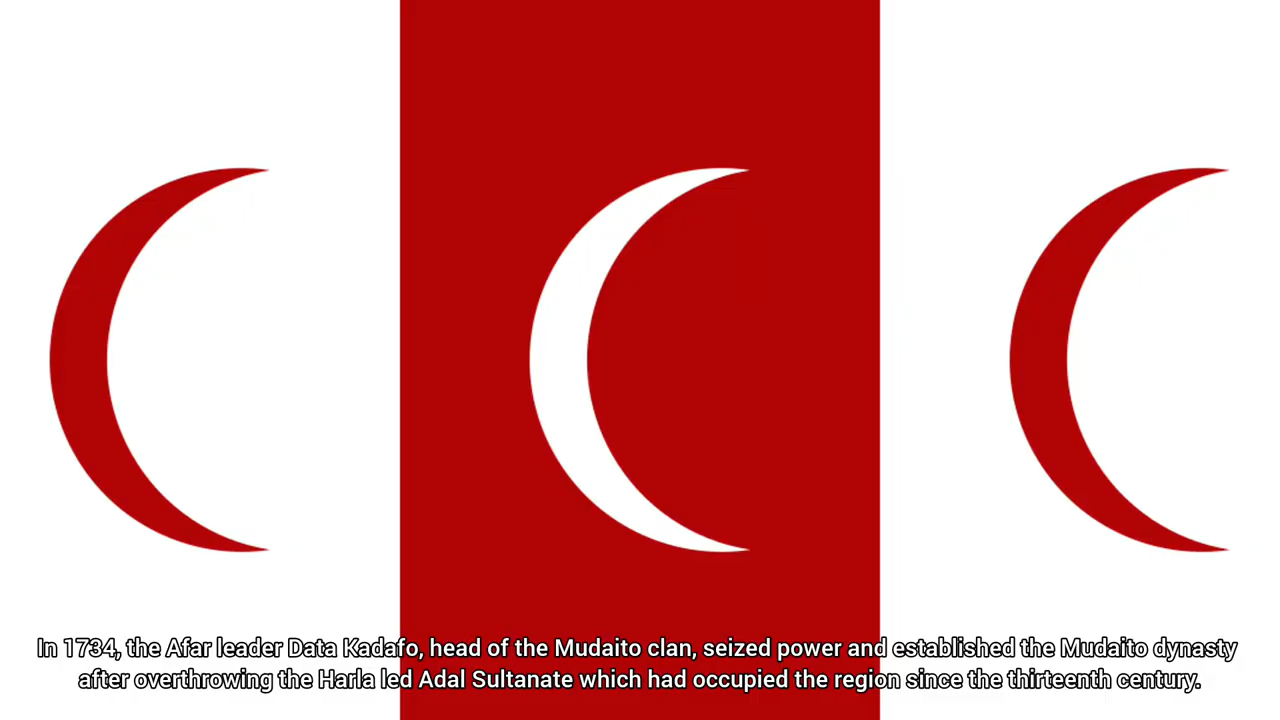 In 1734, the Afar leader Data Kadafo, head of the Mudaito clan, seized power and established the Mudaito dynasty
after overthrowing the Harla led Adal Sultanate which had occupied the region since the thirteenth century.